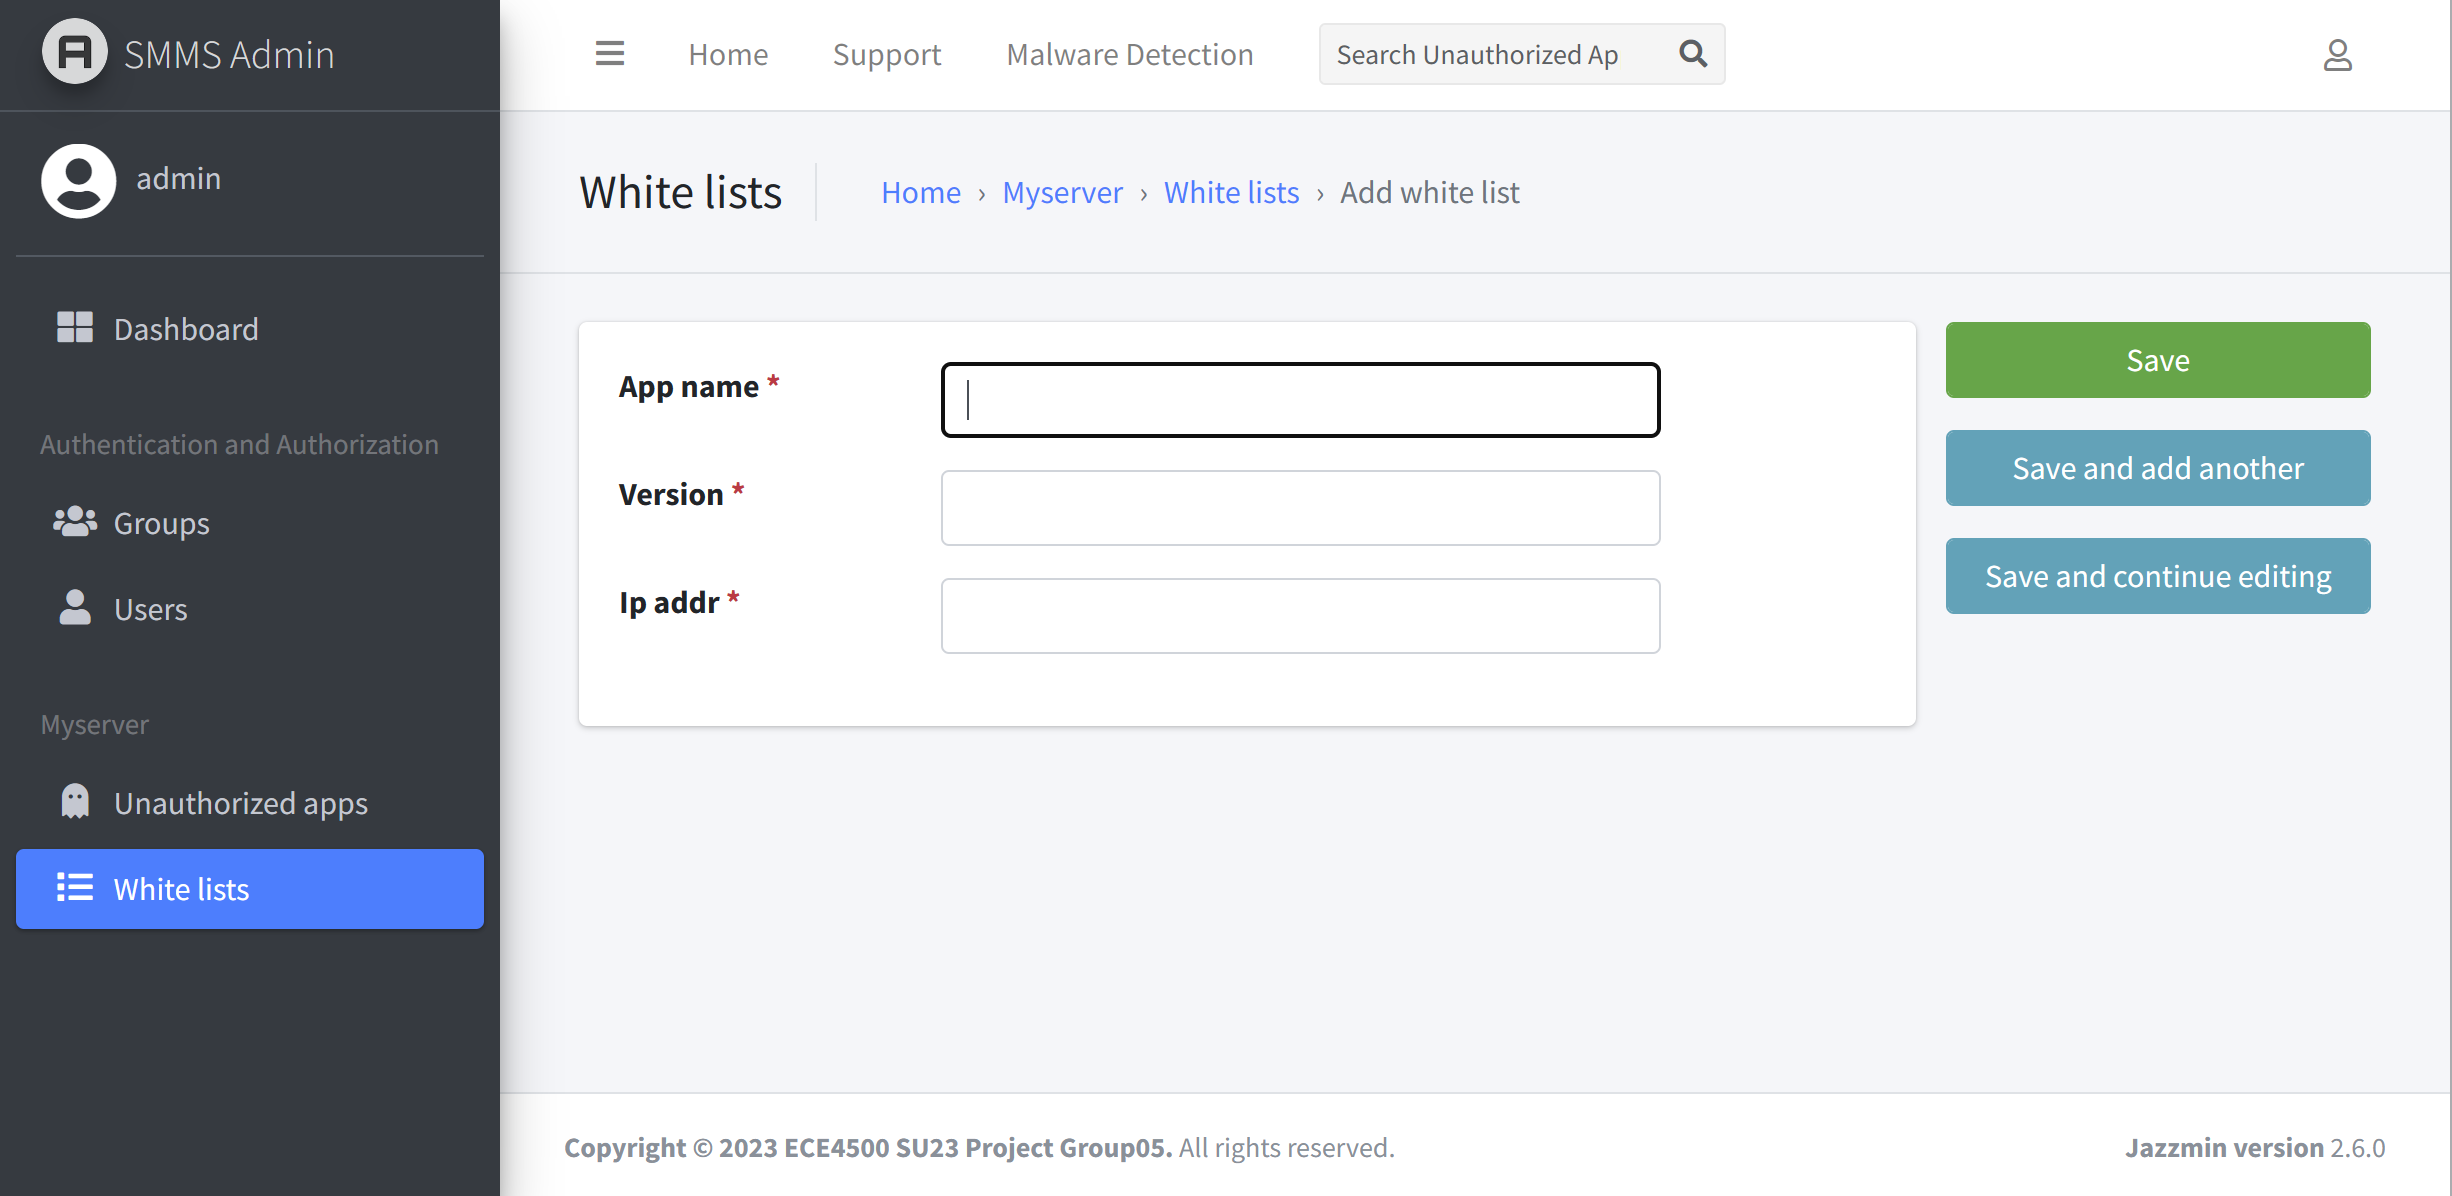 SMMS Admin
Home
Support
Malware Detection
Search Unauthorized Ap
admin
White lists
Home › Myserver › White lists › Add white list
Dashboard
Authentication and Authorization
Groups
Users
Myserver
Unauthorized apps
White lists
App name *
Version *
Ip addr *
Save
Save and add another
Save and continue editing
Copyright © 2023 ECE4500 SU23 Project Group05. All rights reserved.
Jazzmin version 2.6.0